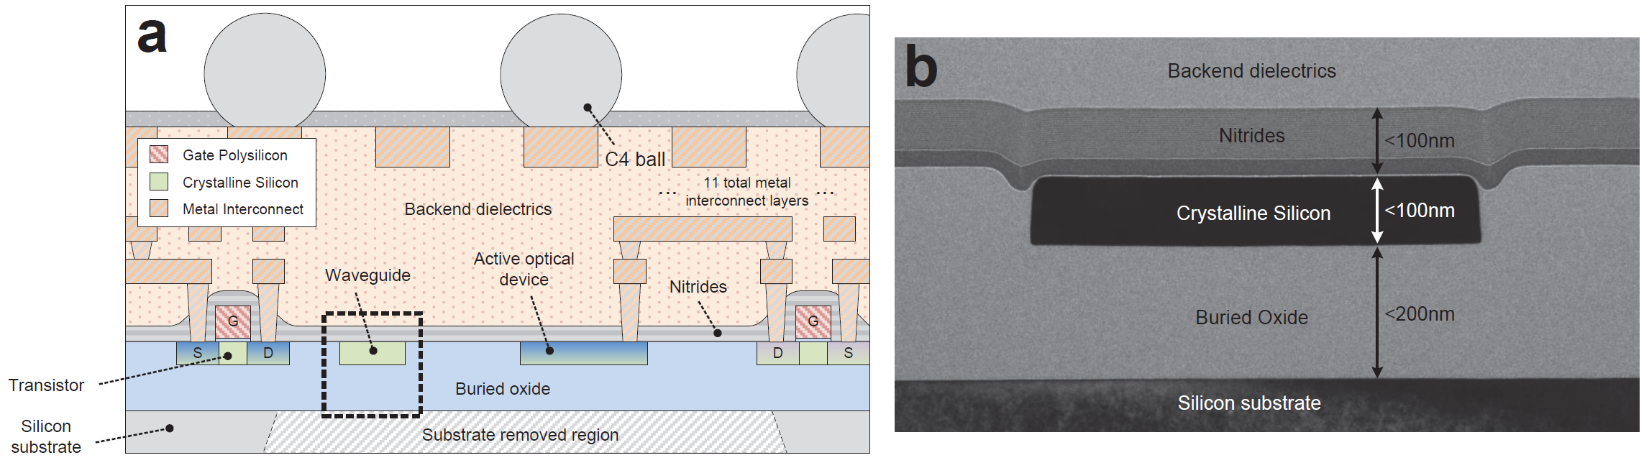 a
Gate Polysilicon
Crystalline Silicon
Metal Interconnect
C4 ball
11 total metal
interconnect layers
Backend dielectrics
Waveguide
Active optical
device
Nitrides
G
G
S
D
D
S
Transistor
Buried oxide
Silicon
substrate
Substrate removed region
b
Backend dielectrics
Nitrides
<100nm
Crystalline Silicon
<100nm
Buried Oxide
<200nm
Silicon substrate